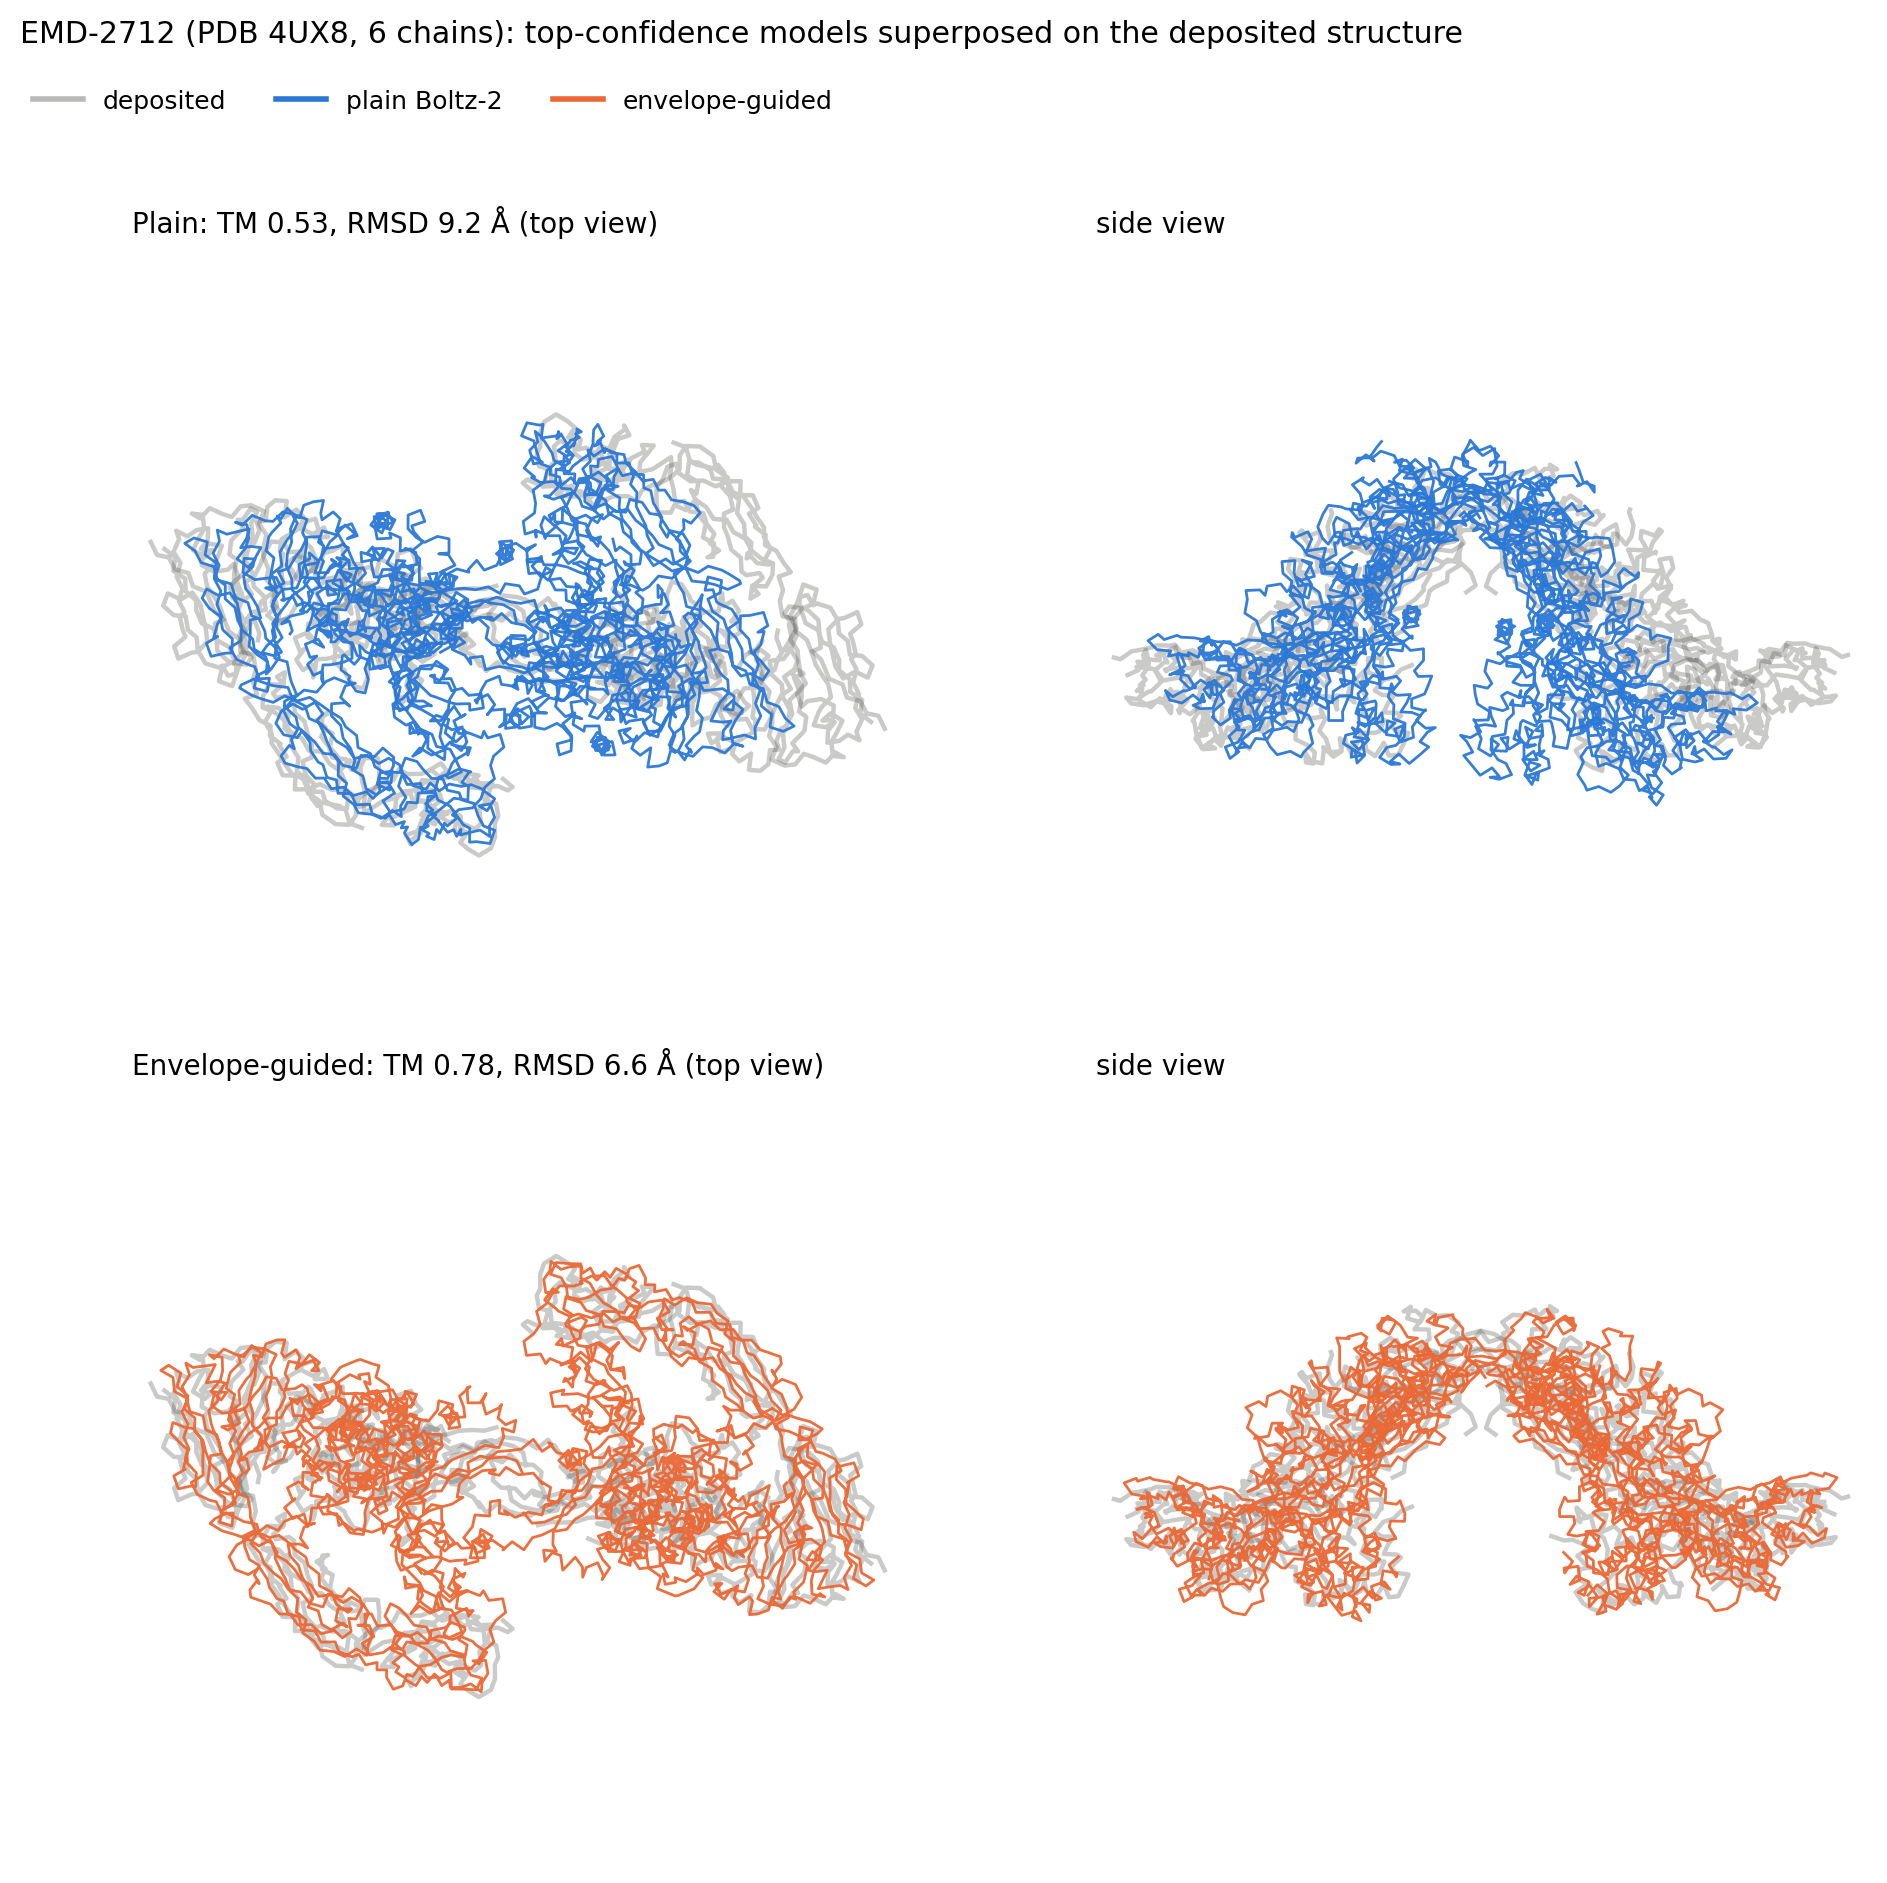 EMD-2712 (PDB 4UX8, 6 chains): top-confidence models superposed on the deposited structure
deposited plain Boltz-2 envelope-guided
Plain: TM 0.53, RMSD 9.2 Å (top view) side view
Envelope-guided: TM 0.78, RMSD 6.6 Å (top view) side view